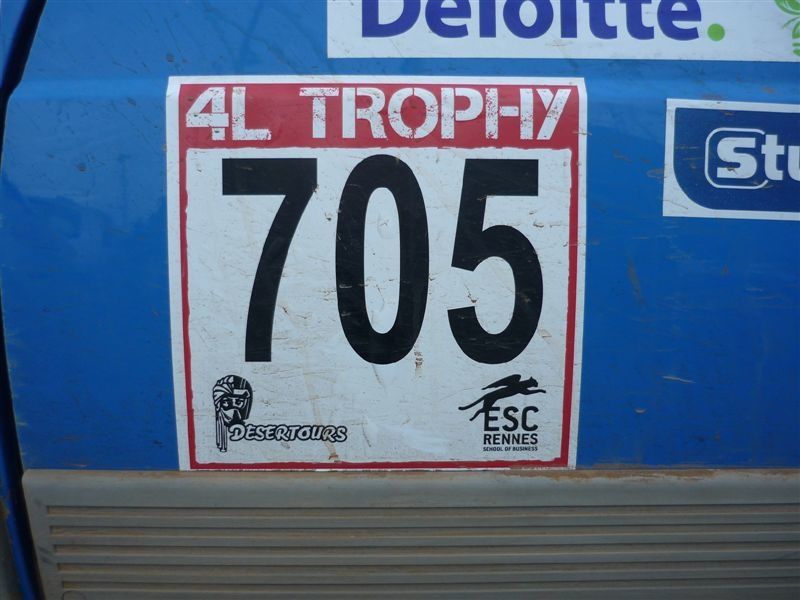 Deloitte.
4L TROPHY
705
DESERTOURS
ESC
RENNES
SCHOOL OF BUSINESS
Stu